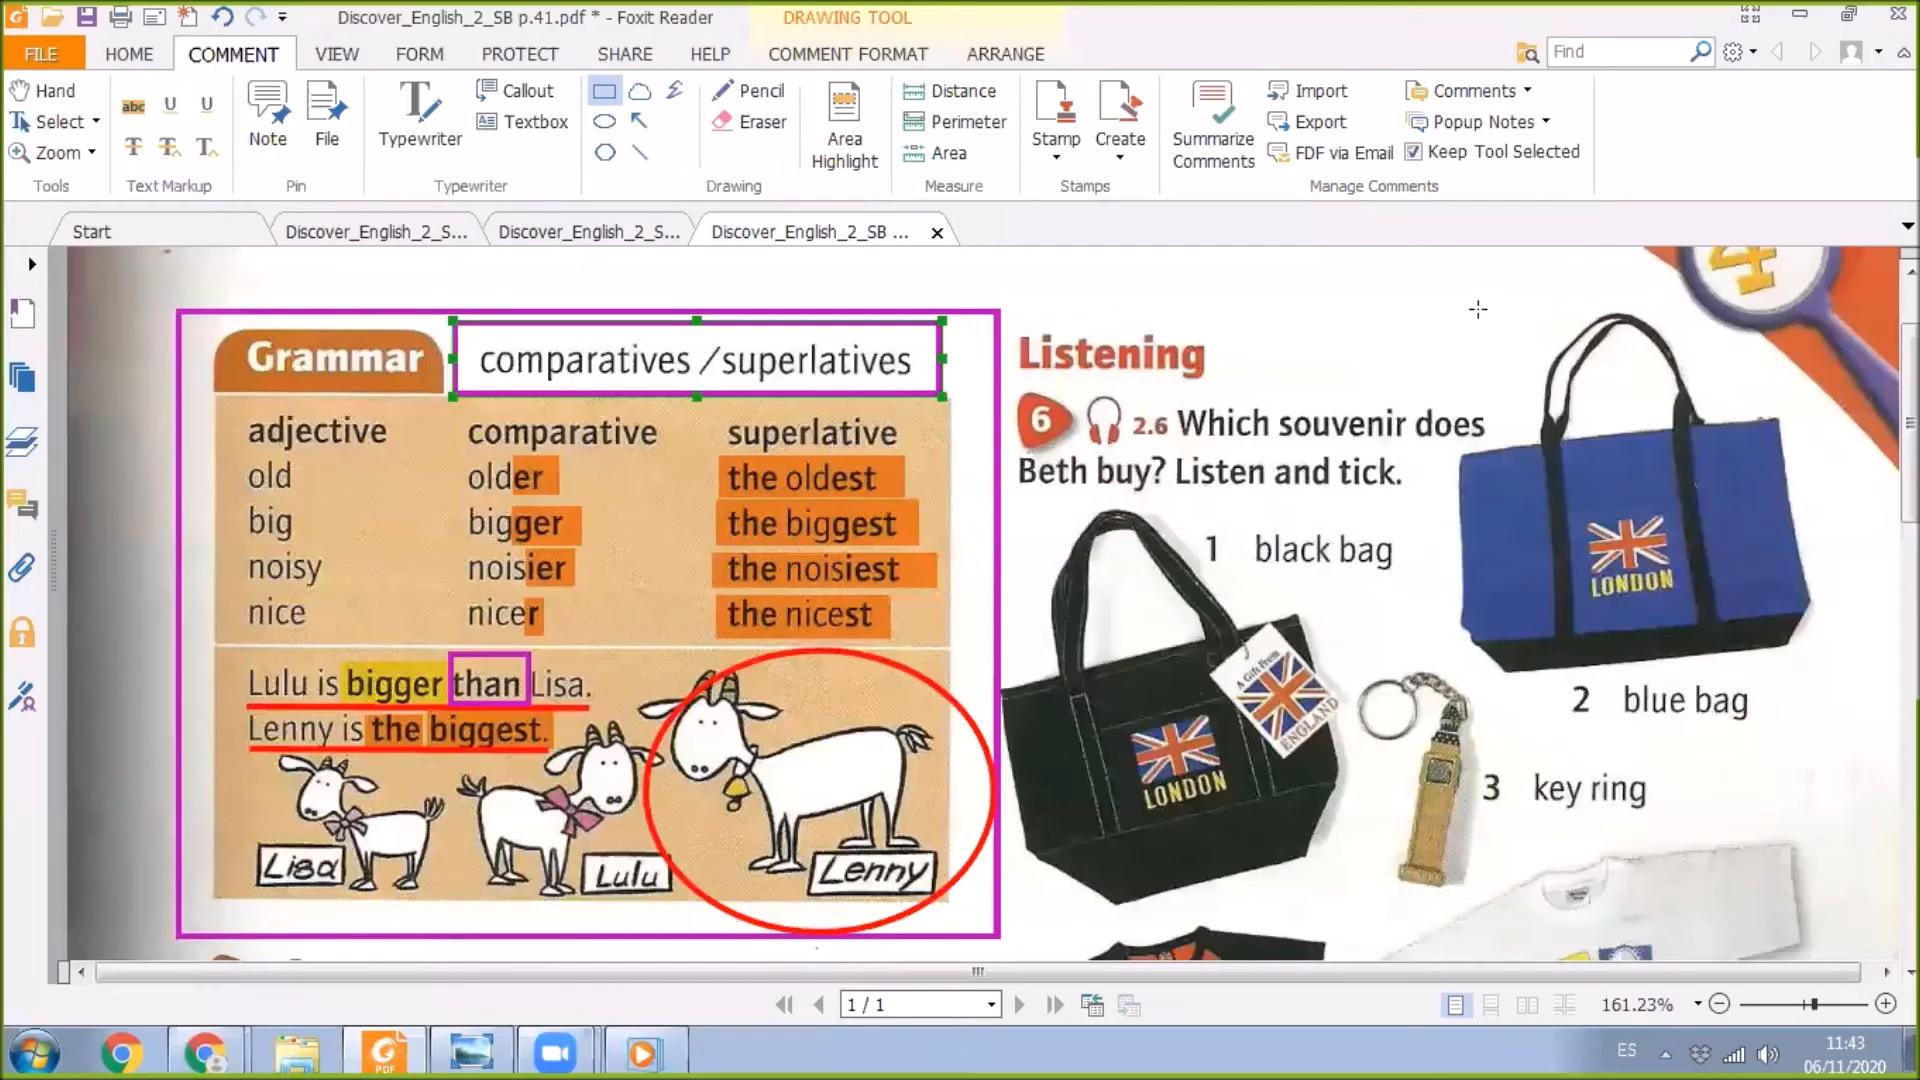 Discover_English_2_SB p.41.pdf * - Foxit Reader
DRAWING TOOL
FILE
HOME
COMMENT
VIEW
FORM
PROTECT
SHARE
HELP
COMMENT FORMAT
ARRANGE
Find
Hand
Select
Zoom
Tools
abc
U
U
T
T
T
Text Markup
Note
File
Pin
Typewriter
Callout
Textbox
Typewriter
Pencil
Eraser
Area
Highlight
Drawing
Distance
Perimeter
Area
Measure
Stamp
Create
Stamps
Summarize
Comments
Import
Export
FDF via Email
Comments
Popup Notes
Keep Tool Selected
Manage Comments
Start
Discover_English_2_S...
Discover_English_2_S...
Discover_English_2_SB ...
Grammar
comparatives /superlatives
adjective comparative superlative
old older the oldest
big bigger the biggest
noisy noisier the noisiest
nice nicer the nicest
Lulu is bigger than Lisa.
Lenny is the biggest.
Lisa
Lulu
Lenny
Listening
6 2.6 Which souvenir does
Beth buy? Listen and tick.
1 black bag
LONDON
A Gift From
ENGLAND
LONDON
2 blue bag
3 key ring
4
1 / 1
161.23%
PDF
ES
11:43
06/11/2020